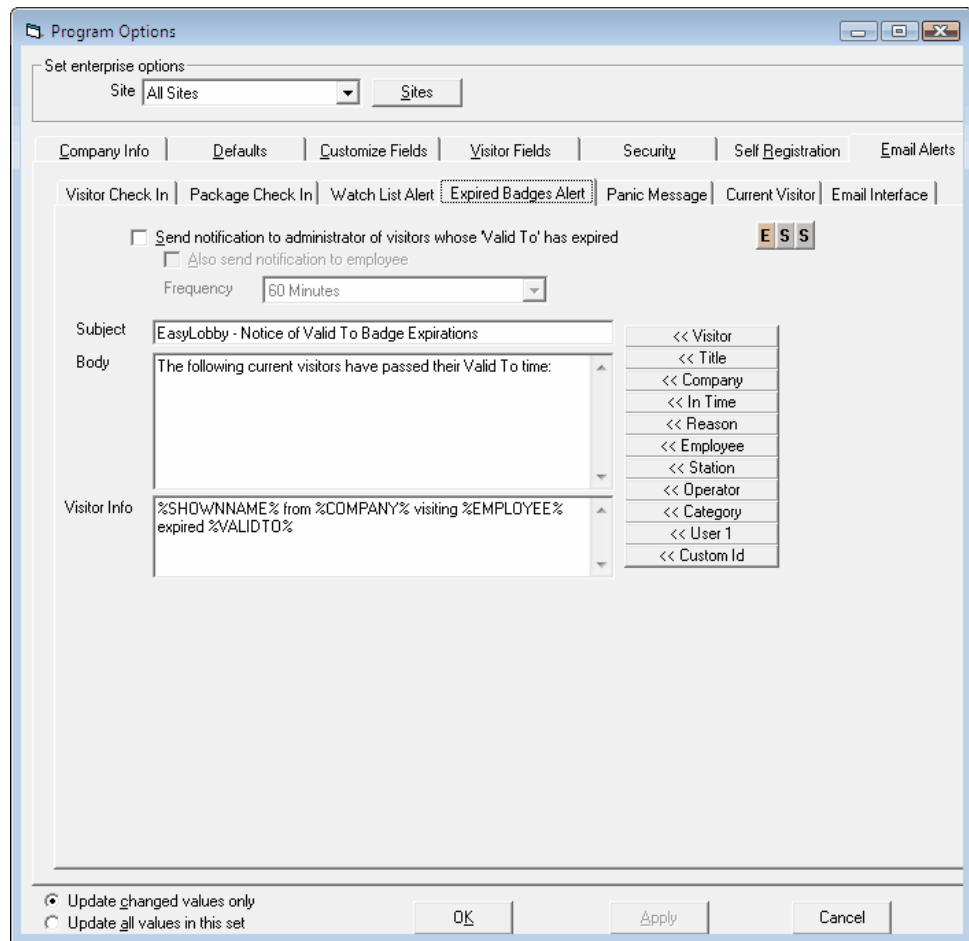 Program Options
Set enterprise options
Site All Sites Sites
Company Info Defaults Customize Fields Visitor Fields Security Self Registration Email Alerts
Visitor Check In Package Check In Watch List Alert Expired Badges Alert Panic Message Current Visitor Email Interface
Send notification to administrator of visitors whose 'Valid To' has expired E S S
Also send notification to employee
Frequency 60 Minutes
Subject EasyLobby - Notice of Valid To Badge Expirations
Body The following current visitors have passed their Valid To time:
<< Visitor
<< Title
<< Company
<< In Time
<< Reason
<< Employee
<< Station
<< Operator
<< Category
<< User 1
<< Custom Id
Visitor Info %SHOWNNAME% from %COMPANY% visiting %EMPLOYEE%
expired %VALIDTO%
Update changed values only
Update all values in this set
OK Apply Cancel